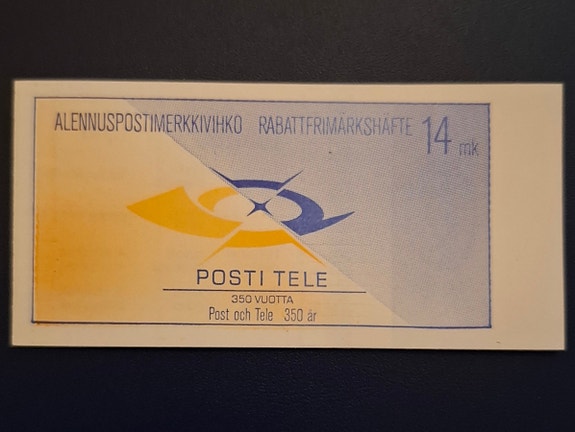 ALENNUSPOSTIMERKKIVIHKO RABATTFRIMÄRKSHÄFTE 14 mk
POSTI TELE
350 VUOTTA
Post och Tele 350 år